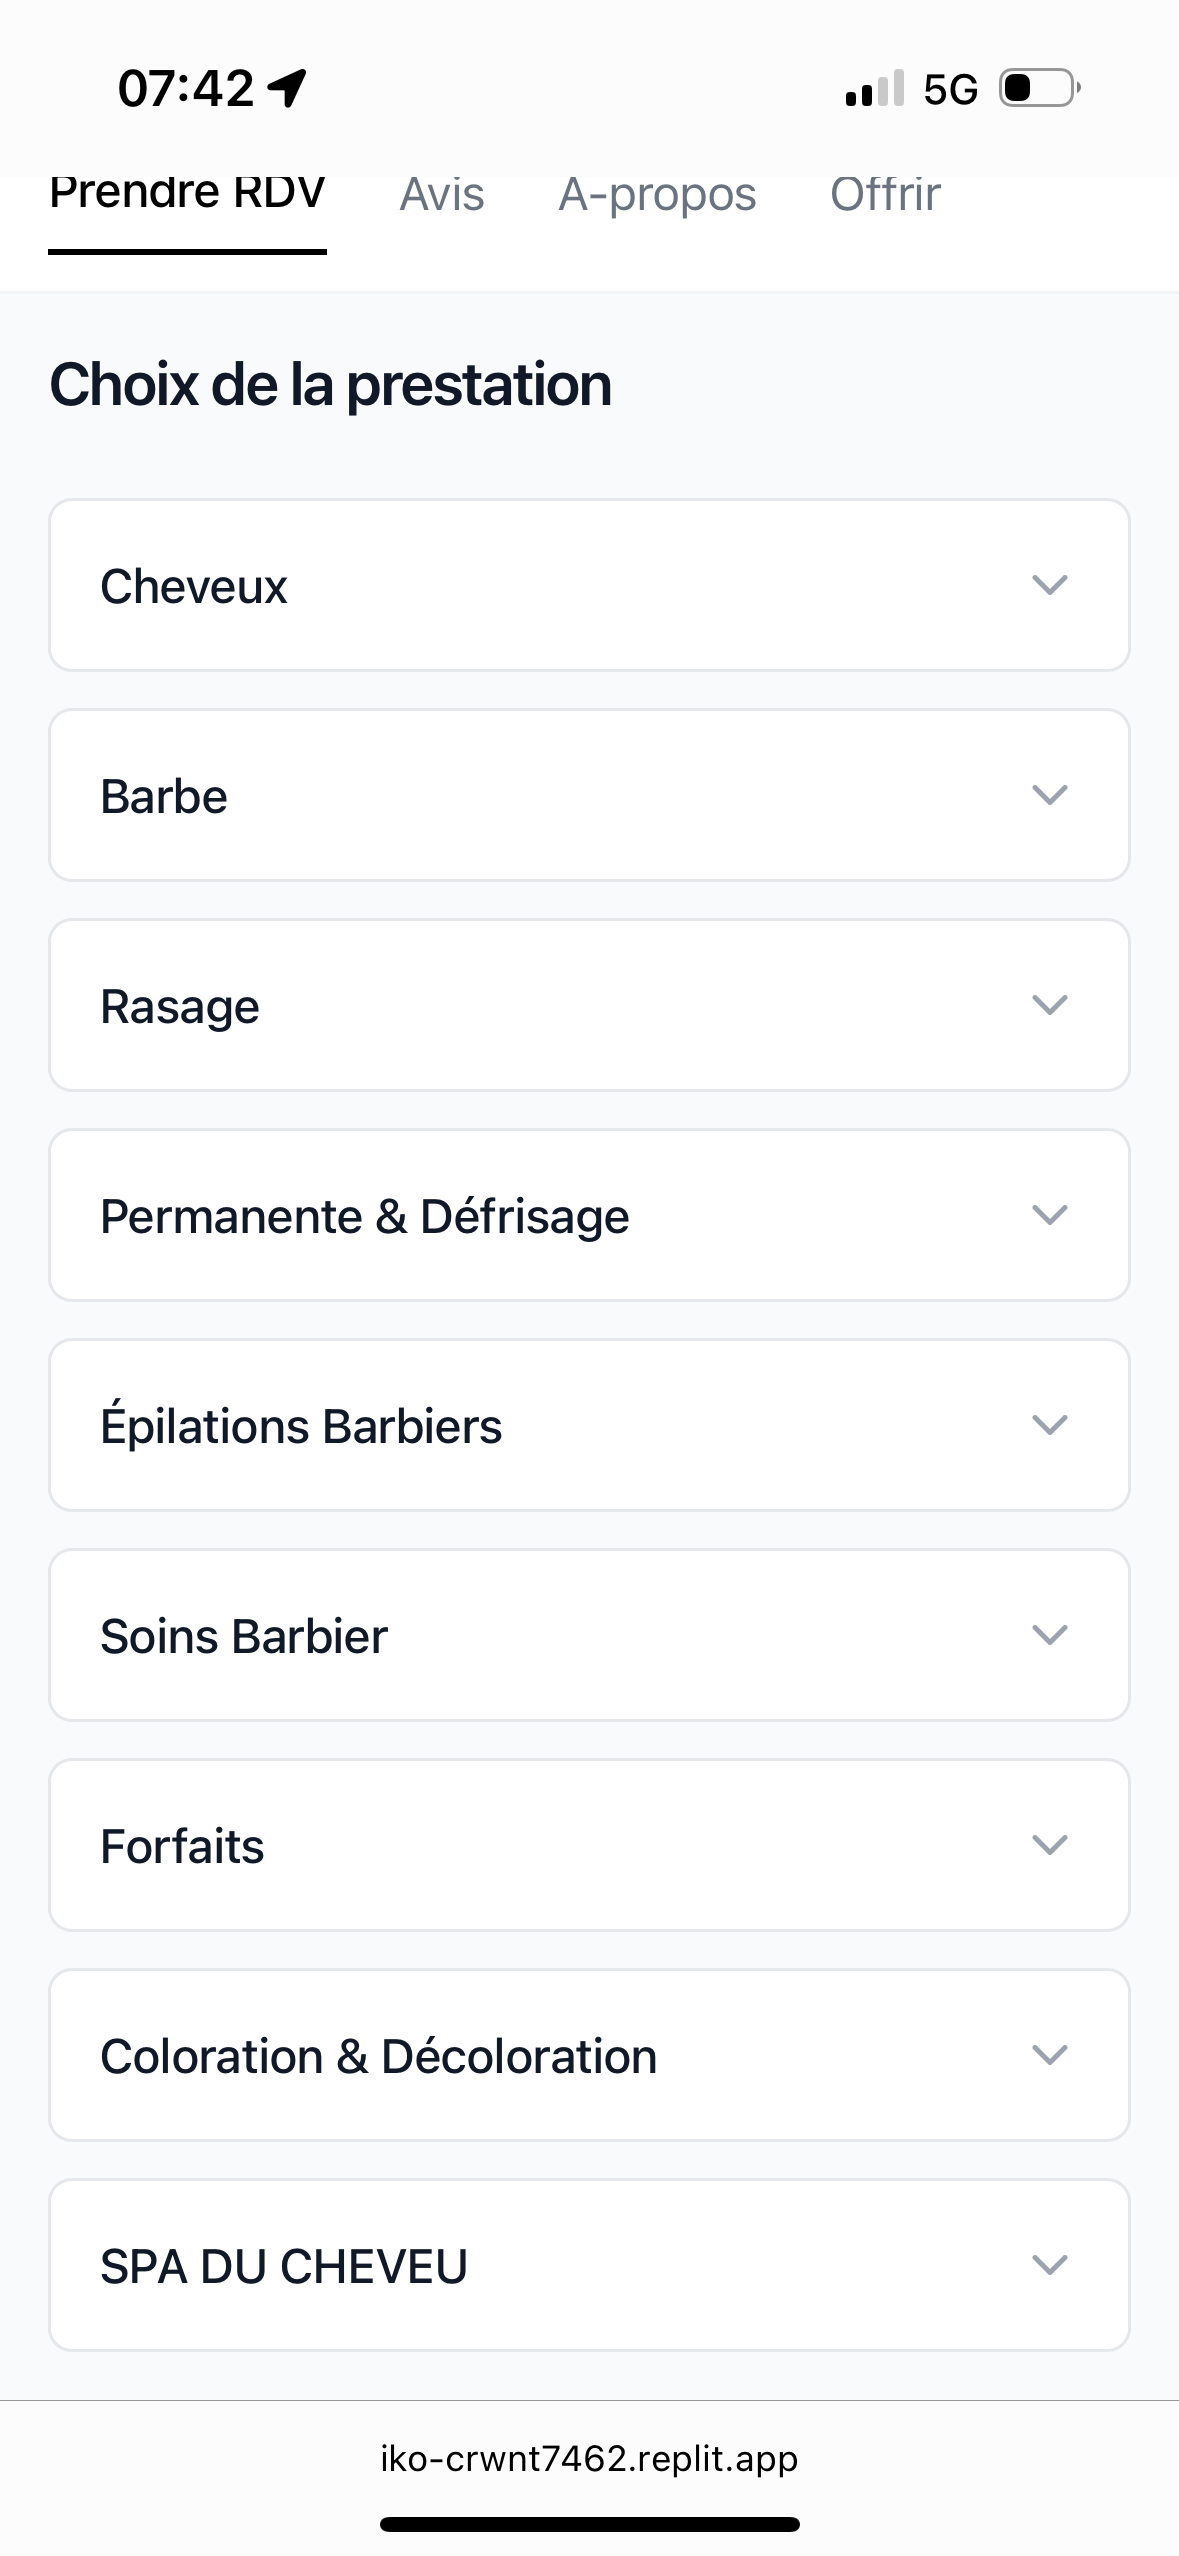 07:42
5G
Prendre RDV
Avis
A-propos
Offrir
Choix de la prestation
Cheveux
Barbe
Rasage
Permanente & Défrisage
Épilations Barbiers
Soins Barbier
Forfaits
Coloration & Décoloration
SPA DU CHEVEU
iko-crwnt7462.replit.app